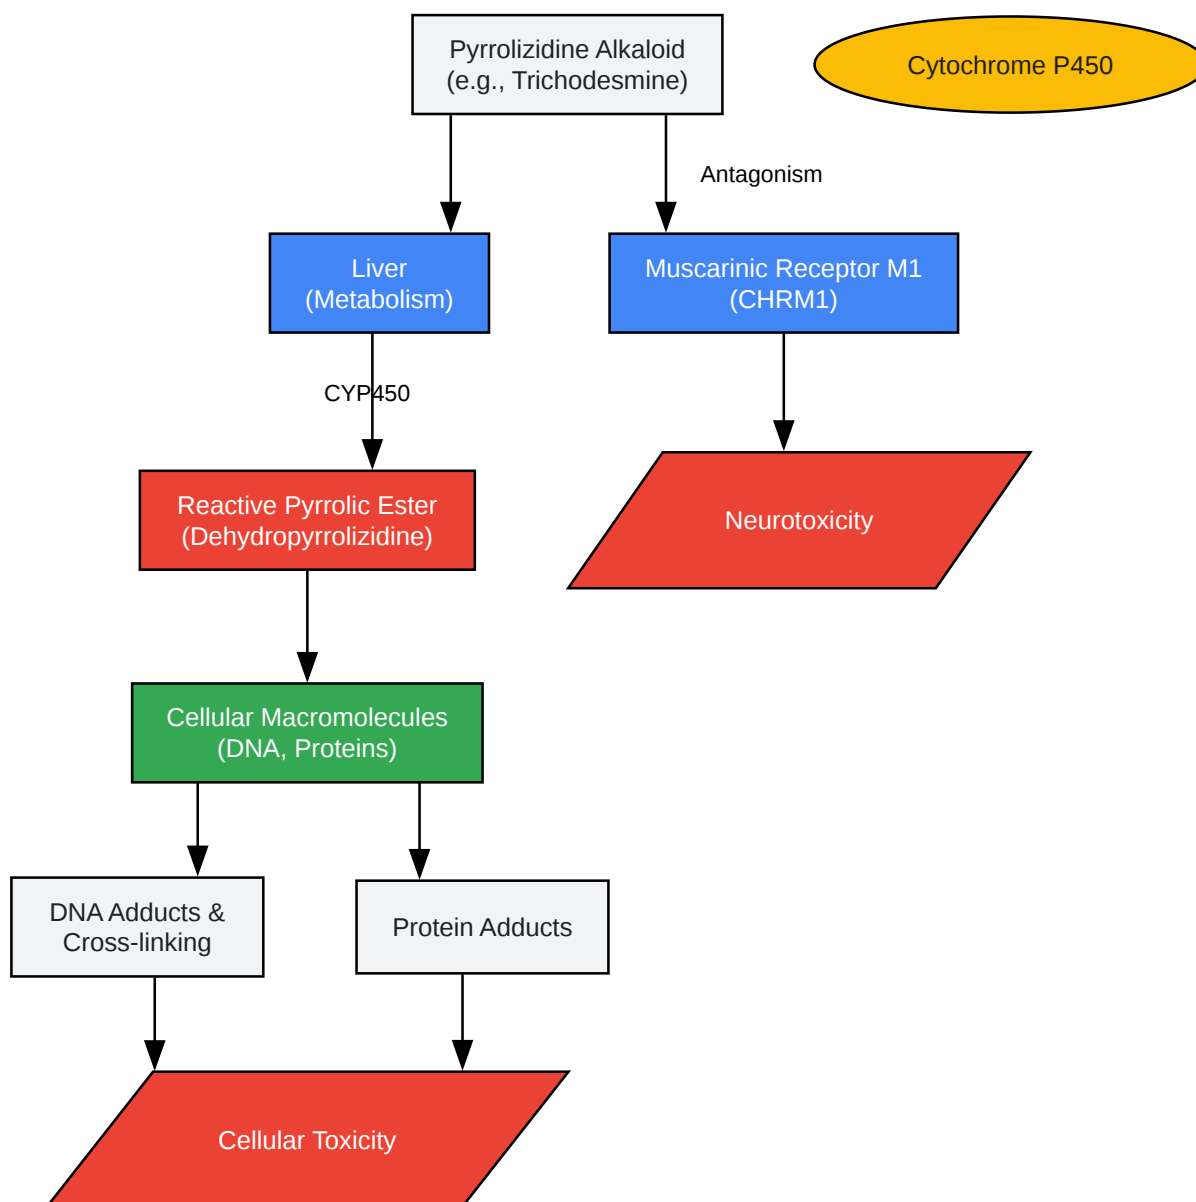 Pyrrolizidine Alkaloid
(e.g., Trichodesmine)
Cytochrome P450
Antagonism
Liver
(Metabolism)
Muscarinic Receptor M1
(CHRM1)
CYP450
Reactive Pyrrolic Ester
(Dehydropyrrolizidine)
Neurotoxicity
Cellular Macromolecules
(DNA, Proteins)
DNA Adducts &
Cross-linking
Protein Adducts
Cellular Toxicity